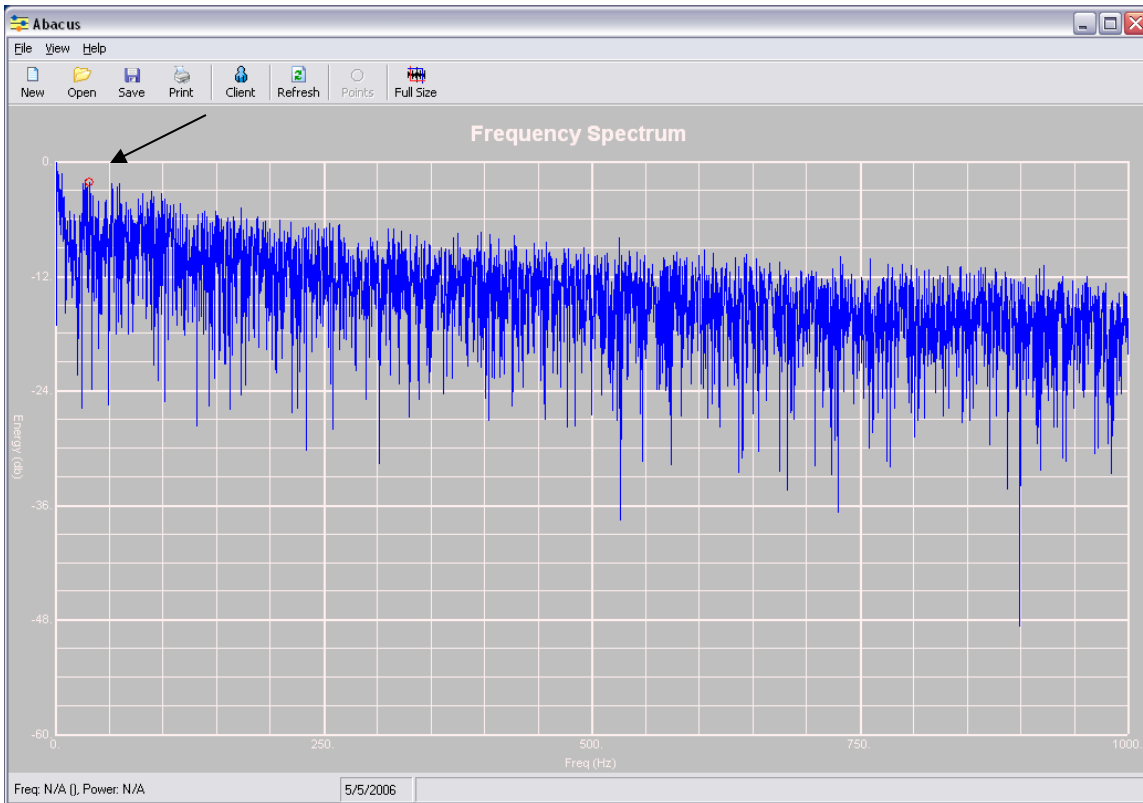 Abacus
File View Help
New Open Save Print Client Refresh Points Full Size
Frequency Spectrum
0.
-12.
-24.
-36.
-48.
-60.
Energy (db)
0. 250. 500. 750. 1000.
Freq (Hz)
Freq: N/A (), Power: N/A 5/5/2006